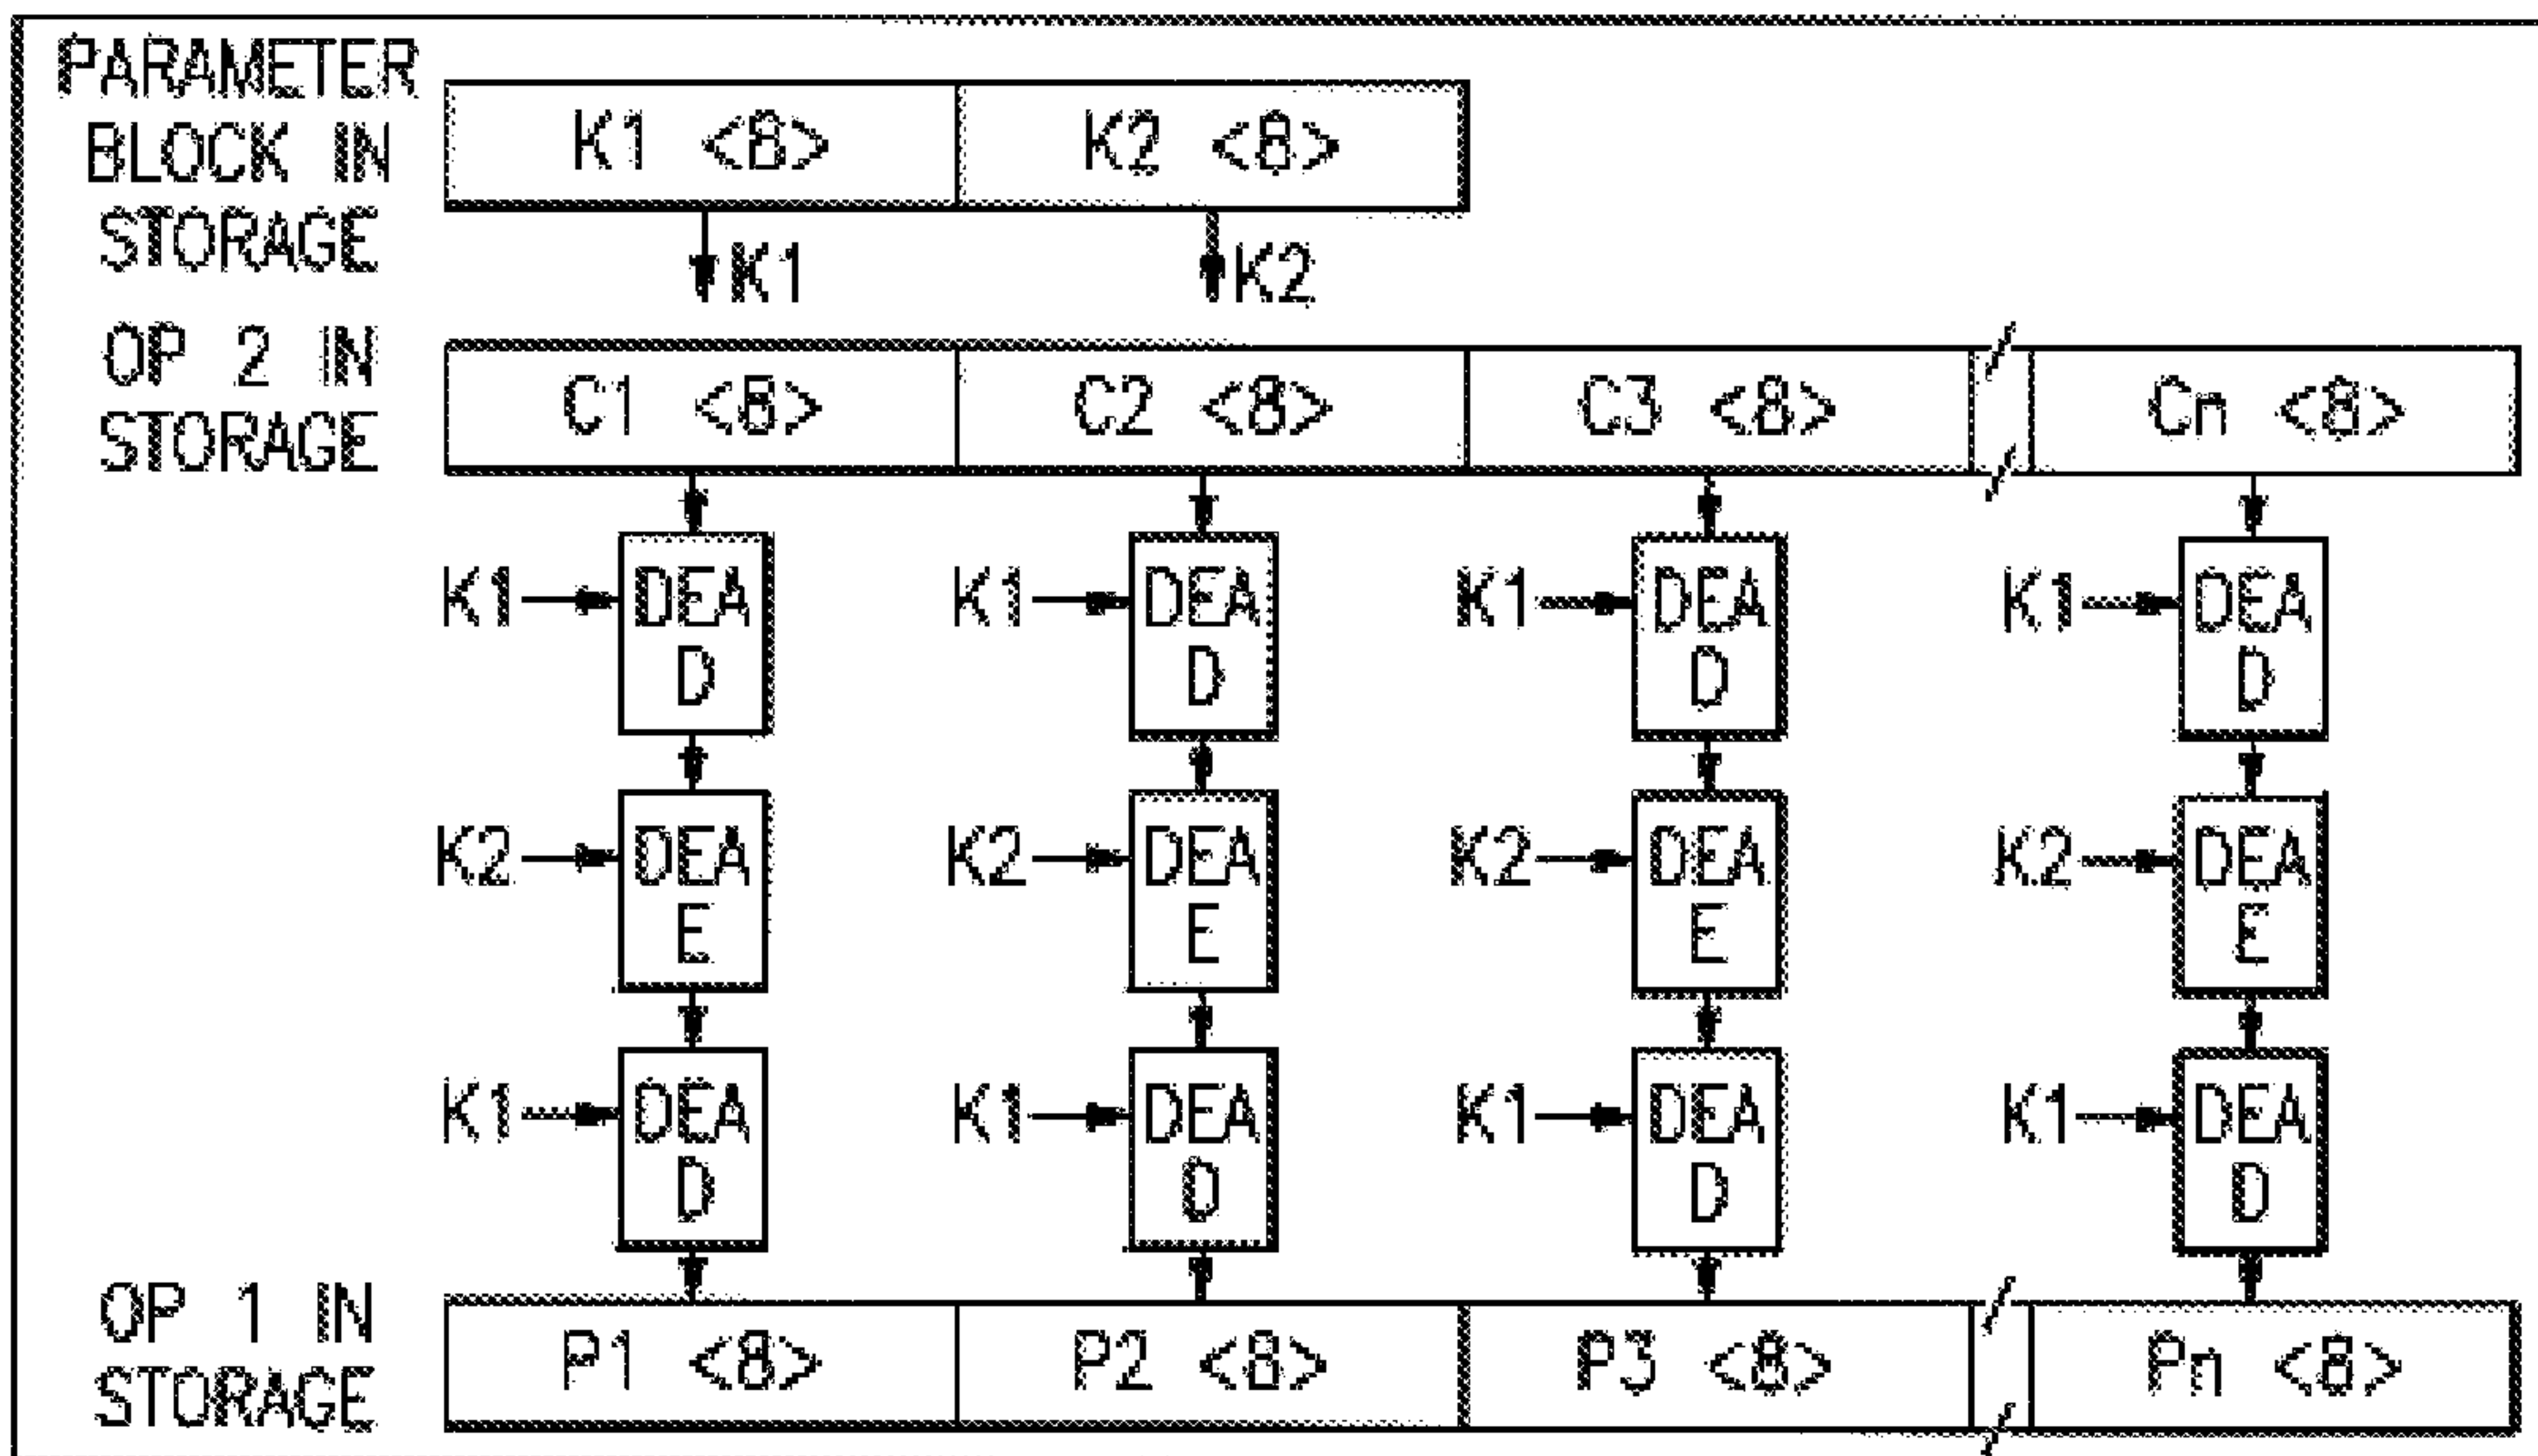 PARAMETER
BLOCK IN
STORAGE
K1 <8>
K2 <8>
K1
K2
OP 2 IN
STORAGE
C1 <8>
C2 <8>
C3 <8>
Cn <8>
K1
DEA
D
K1
DEA
D
K1
DEA
D
K1
DEA
D
K2
DEA
E
K2
DEA
E
K2
DEA
E
K2
DEA
E
K1
DEA
D
K1
DEA
D
K1
DEA
D
K1
DEA
D
OP 1 IN
STORAGE
P1 <8>
P2 <8>
P3 <8>
Pn <8>